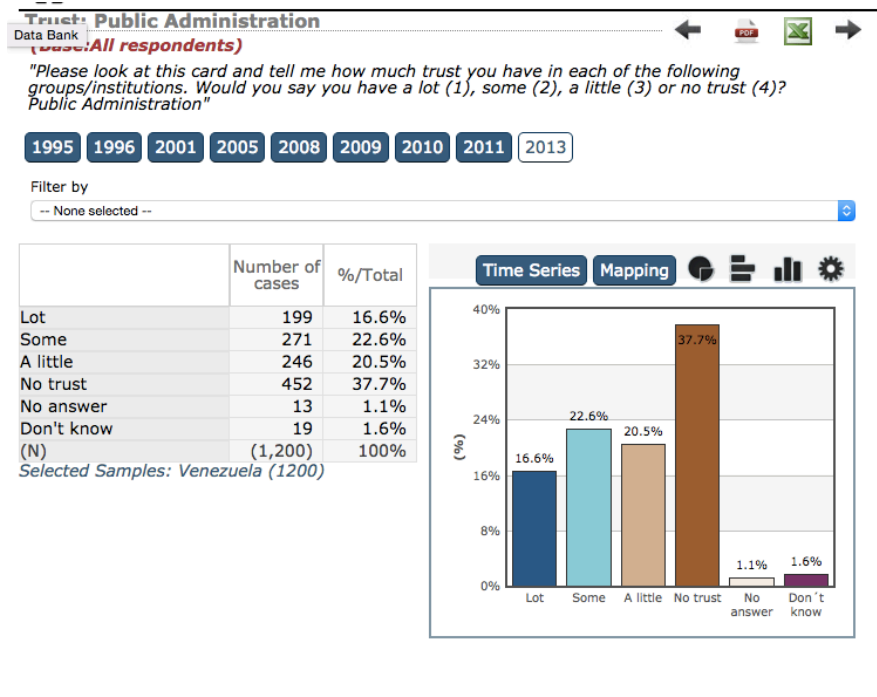 Trust: Public Administration
Data Bank
(Base:All respondents)
"Please look at this card and tell me how much trust you have in each of the following
groups/institutions. Would you say you have a lot (1), some (2), a little (3) or no trust (4)?
Public Administration"
1995 1996 2001 2005 2008 2009 2010 2011 2013
Filter by
-- None selected --
Number of cases %/Total
Lot 199 16.6%
Some 271 22.6%
A little 246 20.5%
No trust 452 37.7%
No answer 13 1.1%
Don't know 19 1.6%
(N) (1,200) 100%
Selected Samples: Venezuela (1200)
PDF
Time Series Mapping
40%
32%
24%
16%
8%
0%
(%)
16.6% 22.6% 20.5% 37.7% 1.1% 1.6%
Lot Some A little No trust No answer Don´t know